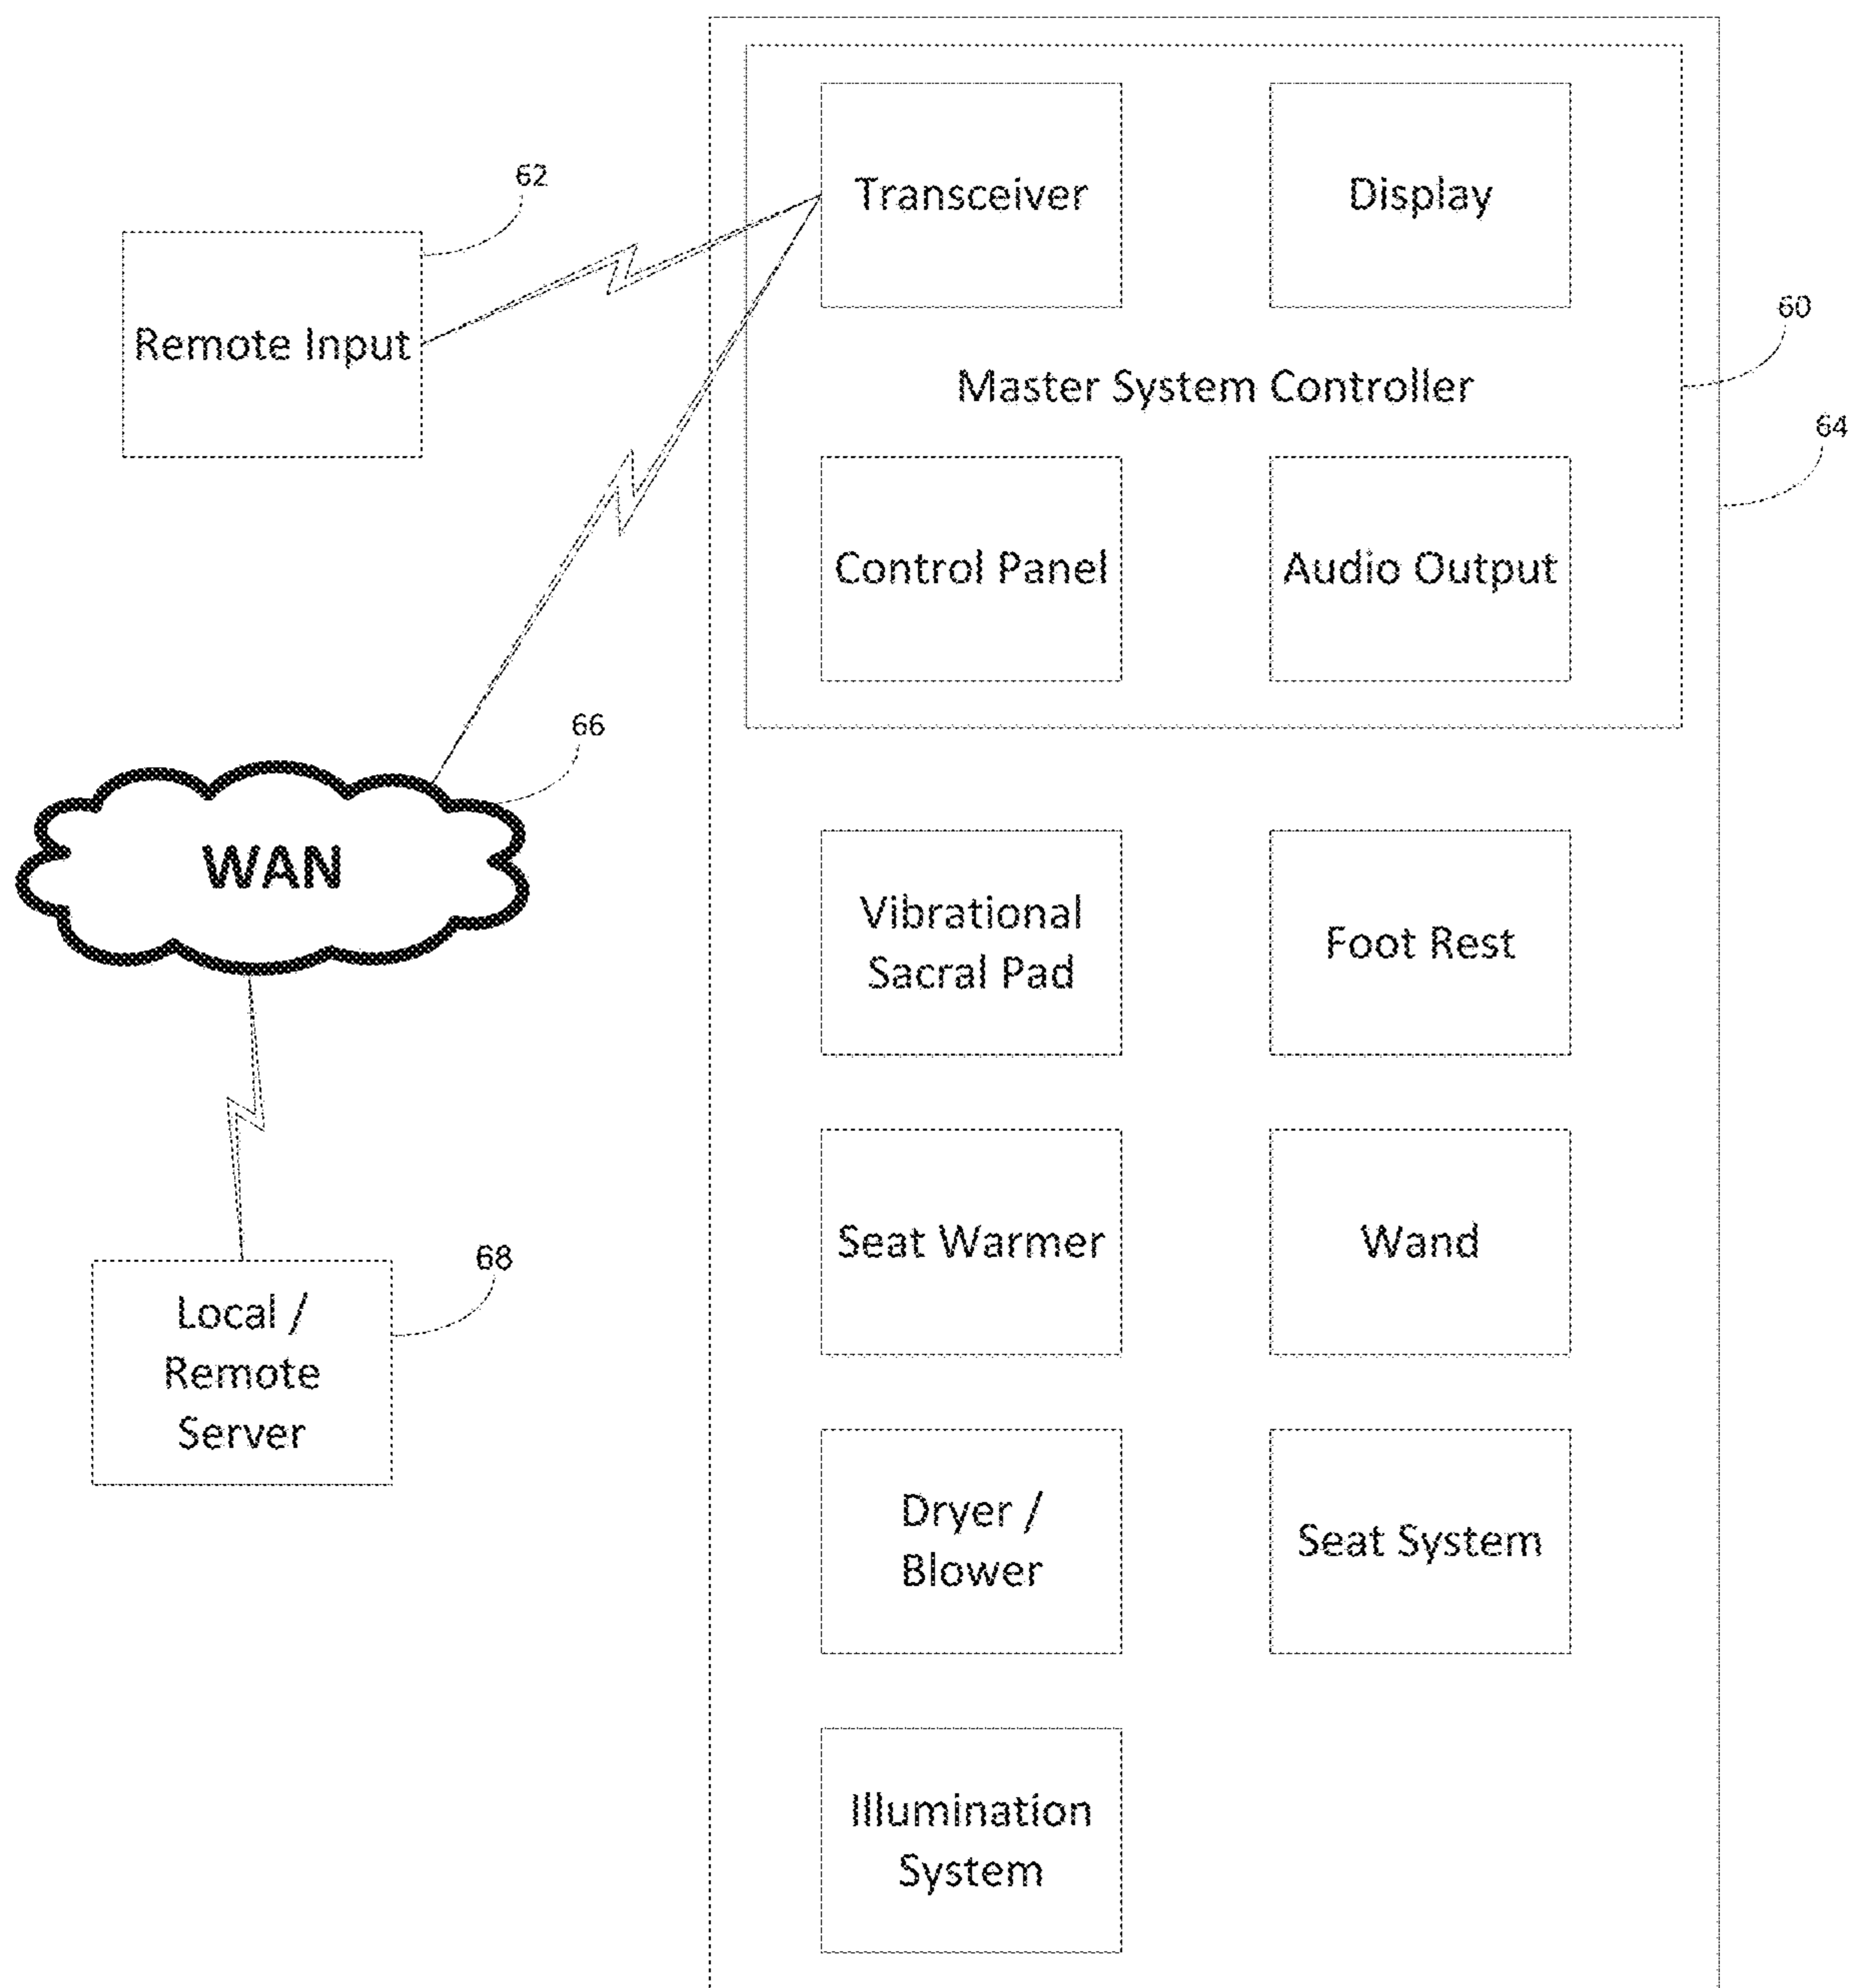 Transceiver
Display
62
Remote Input
60
Master System Controller
64
Control Panel
Audio Output
66
WAN
Vibrational
Sacral Pad
Foot Rest
Seat Warmer
Wand
68
Local /
Remote
Server
Dryer /
Blower
Seat System
Illumination
System